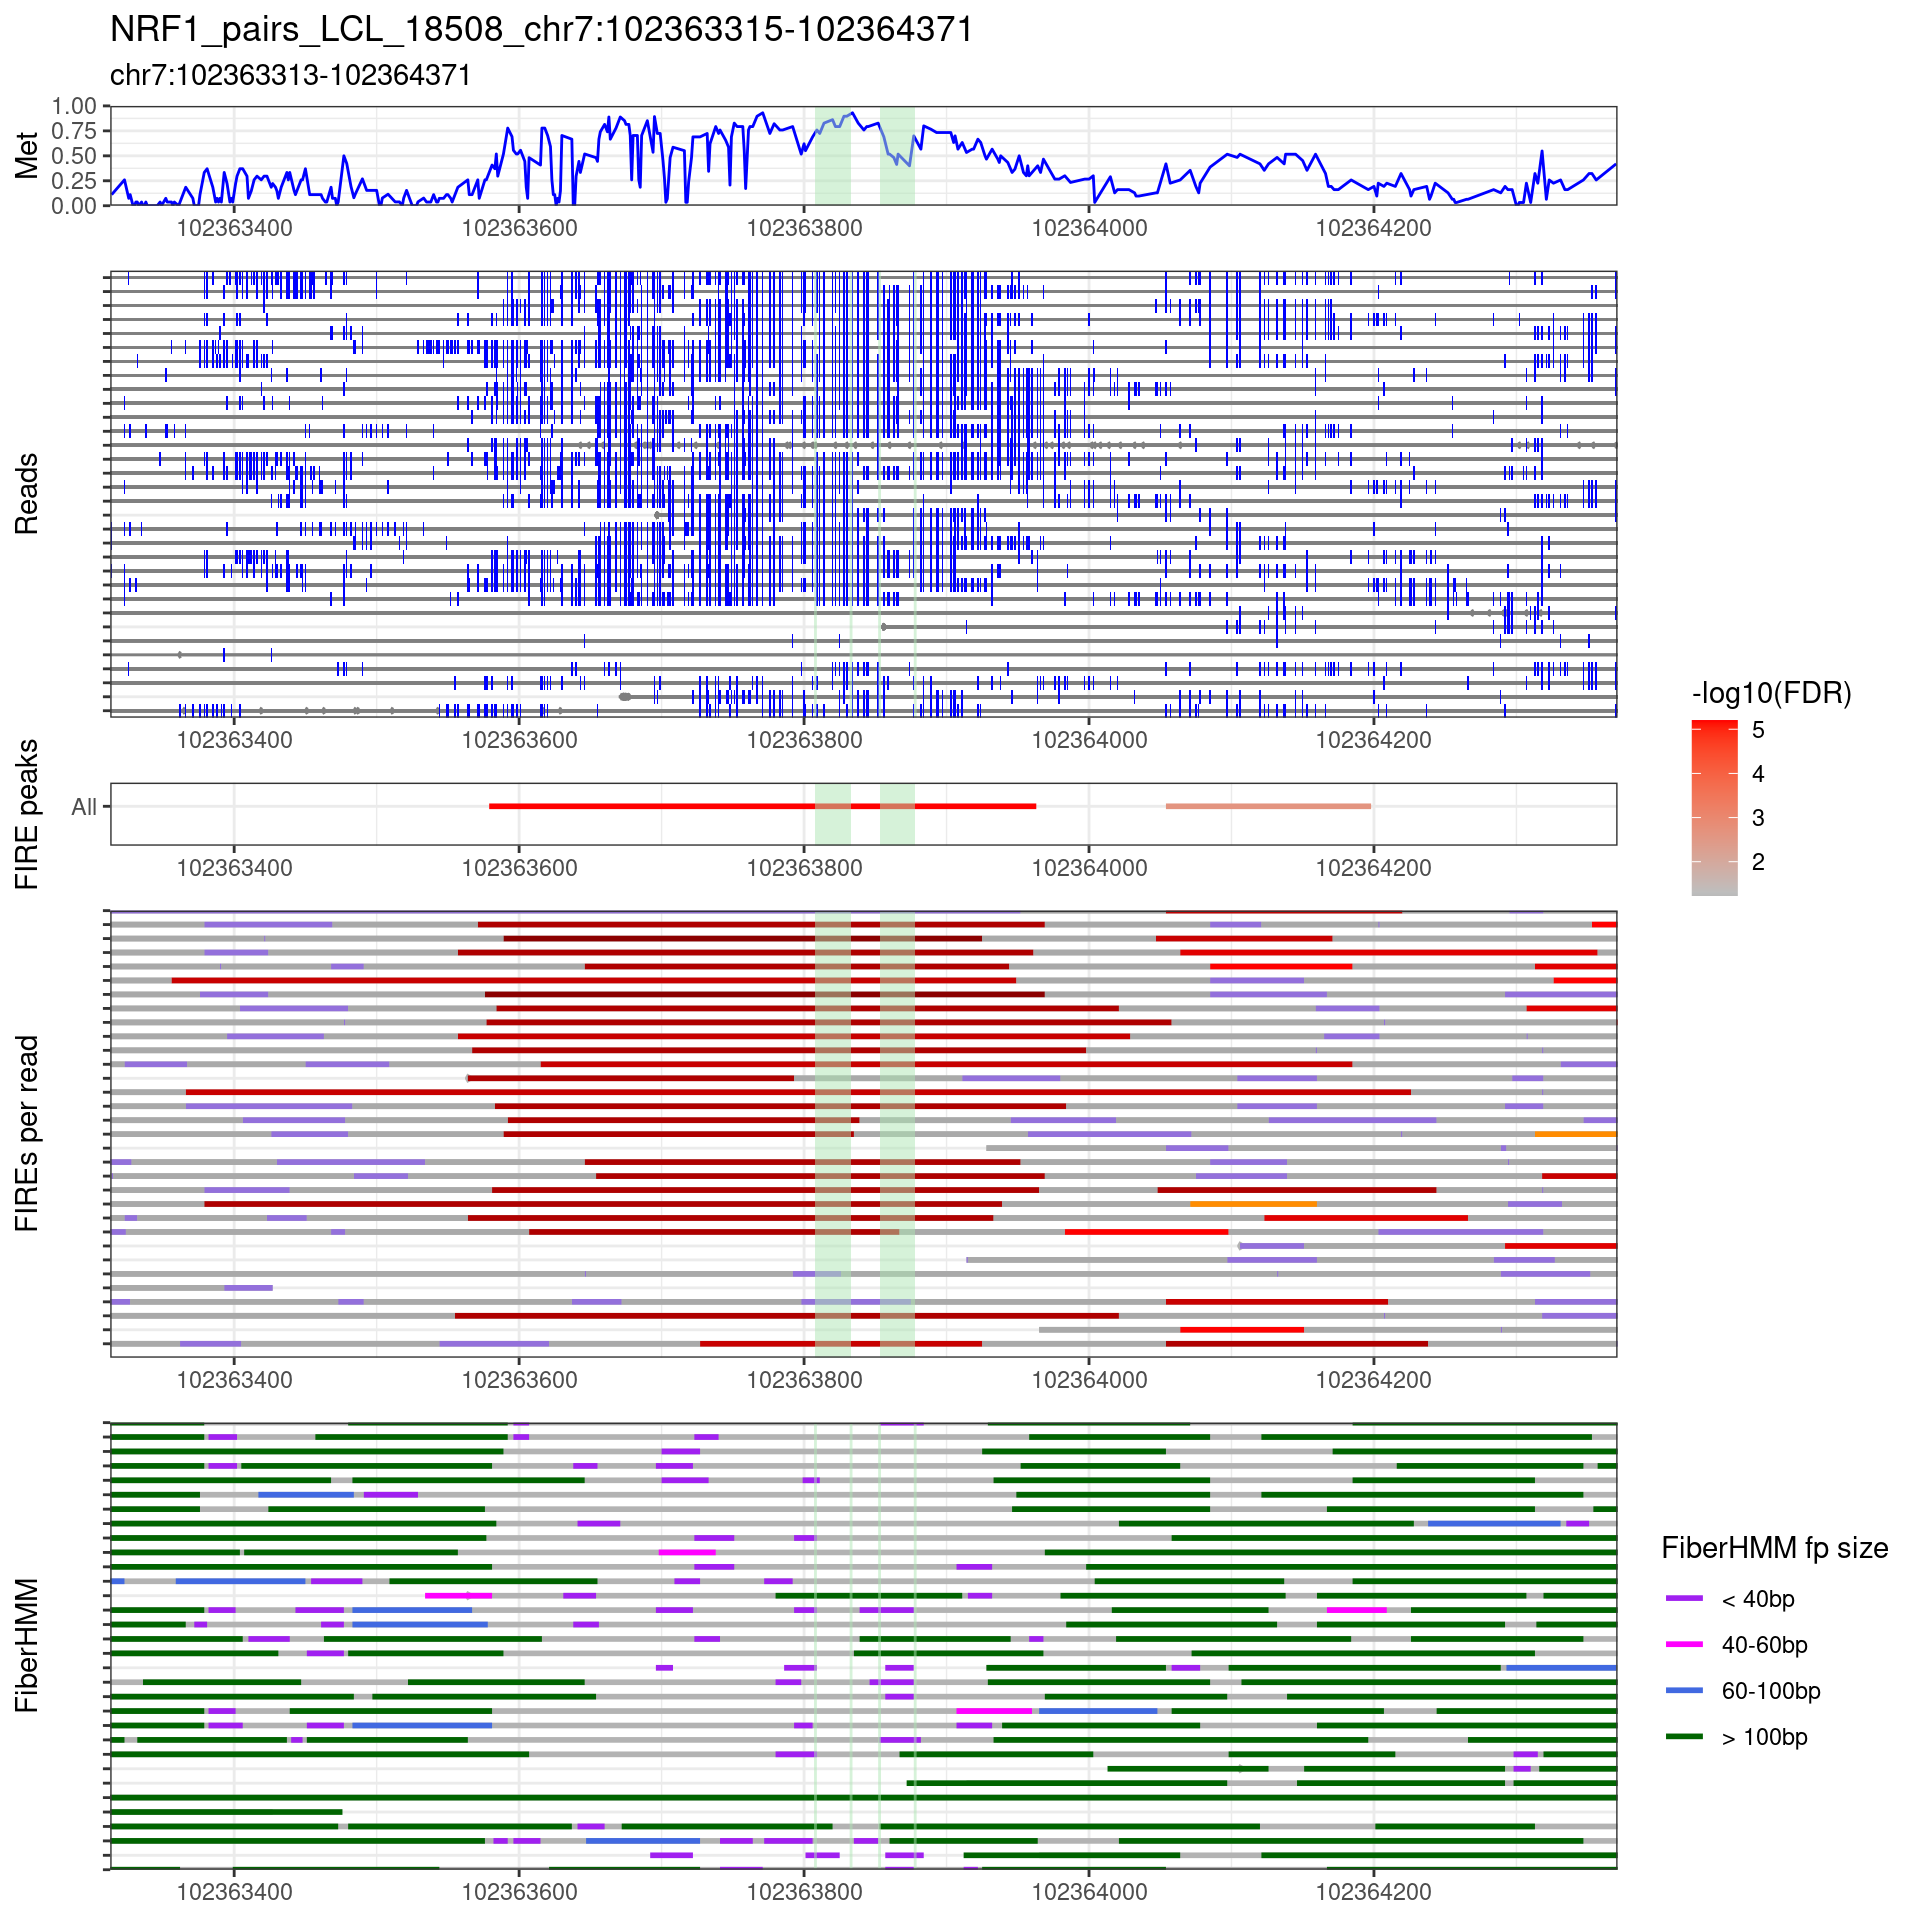 NRF1_pairs_LCL_18508_chr7:102363315-102364371
chr7:102363313-102364371
Met
1.00
0.75
0.50
0.25
0.00
102363400 102363600 102363800 102364000 102364200
Reads
102363400 102363600 102363800 102364000 102364200
FIRE peaks
All
102363400 102363600 102363800 102364000 102364200
-log10(FDR)
5
4
3
2
FIREs per read
102363400 102363600 102363800 102364000 102364200
FiberHMM
102363400 102363600 102363800 102364000 102364200
FiberHMM fp size
< 40bp
40-60bp
60-100bp
> 100bp